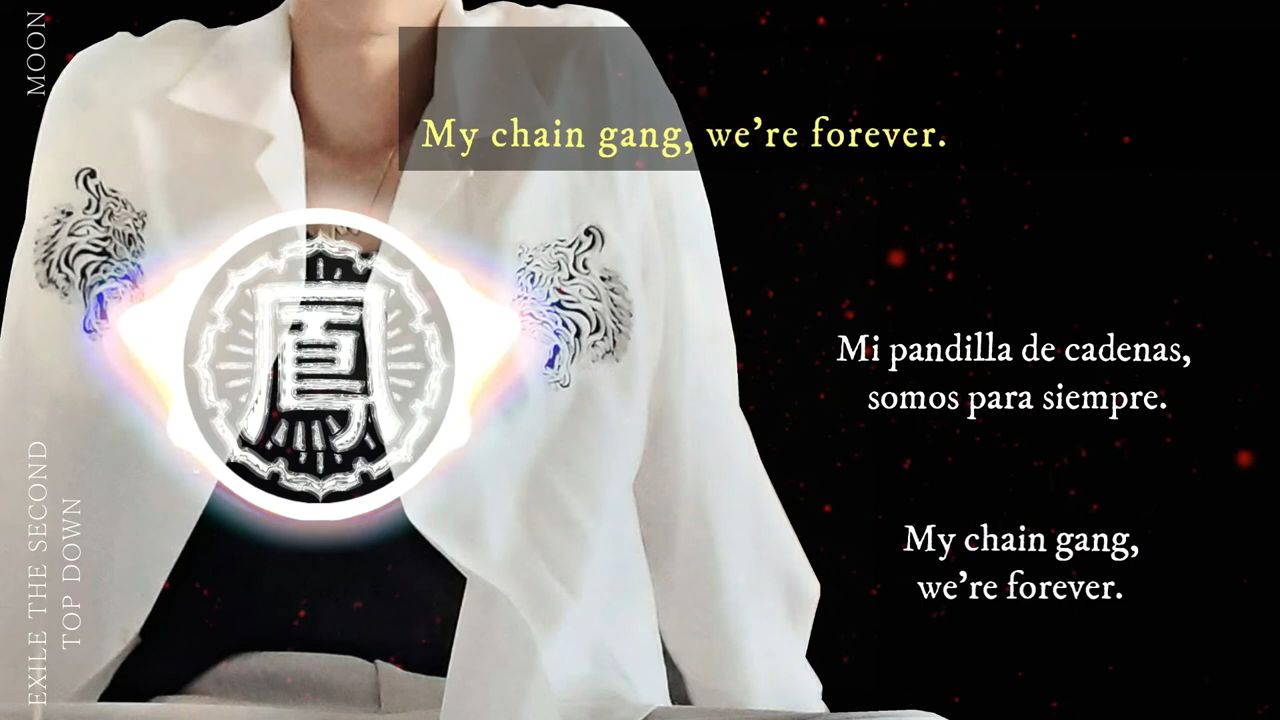 MOON
EXILE THE SECOND
TOP DOWN
My chain gang, we're forever.
鳳
Mi pandilla de cadenas,
somos para siempre.
My chain gang,
we're forever.